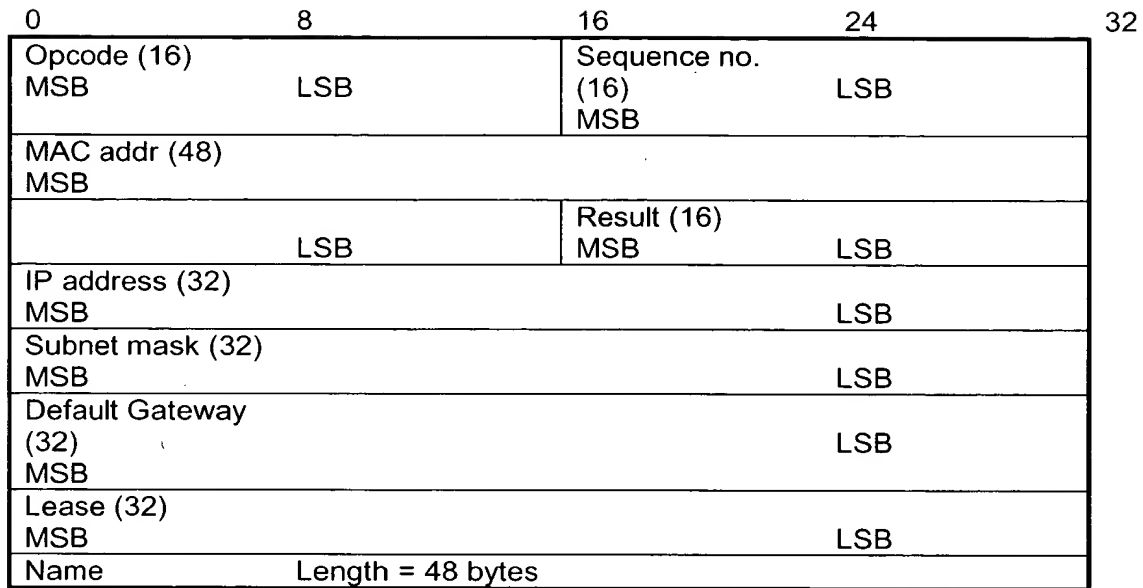 0 8 16 24 32
Opcode (16) Sequence no.
MSB LSB (16) LSB
MSB
MAC addr (48)
MSB
Result (16)
LSB MSB LSB
IP address (32)
MSB LSB
Subnet mask (32)
MSB LSB
Default Gateway
(32) LSB
MSB
Lease (32)
MSB LSB
Name Length = 48 bytes